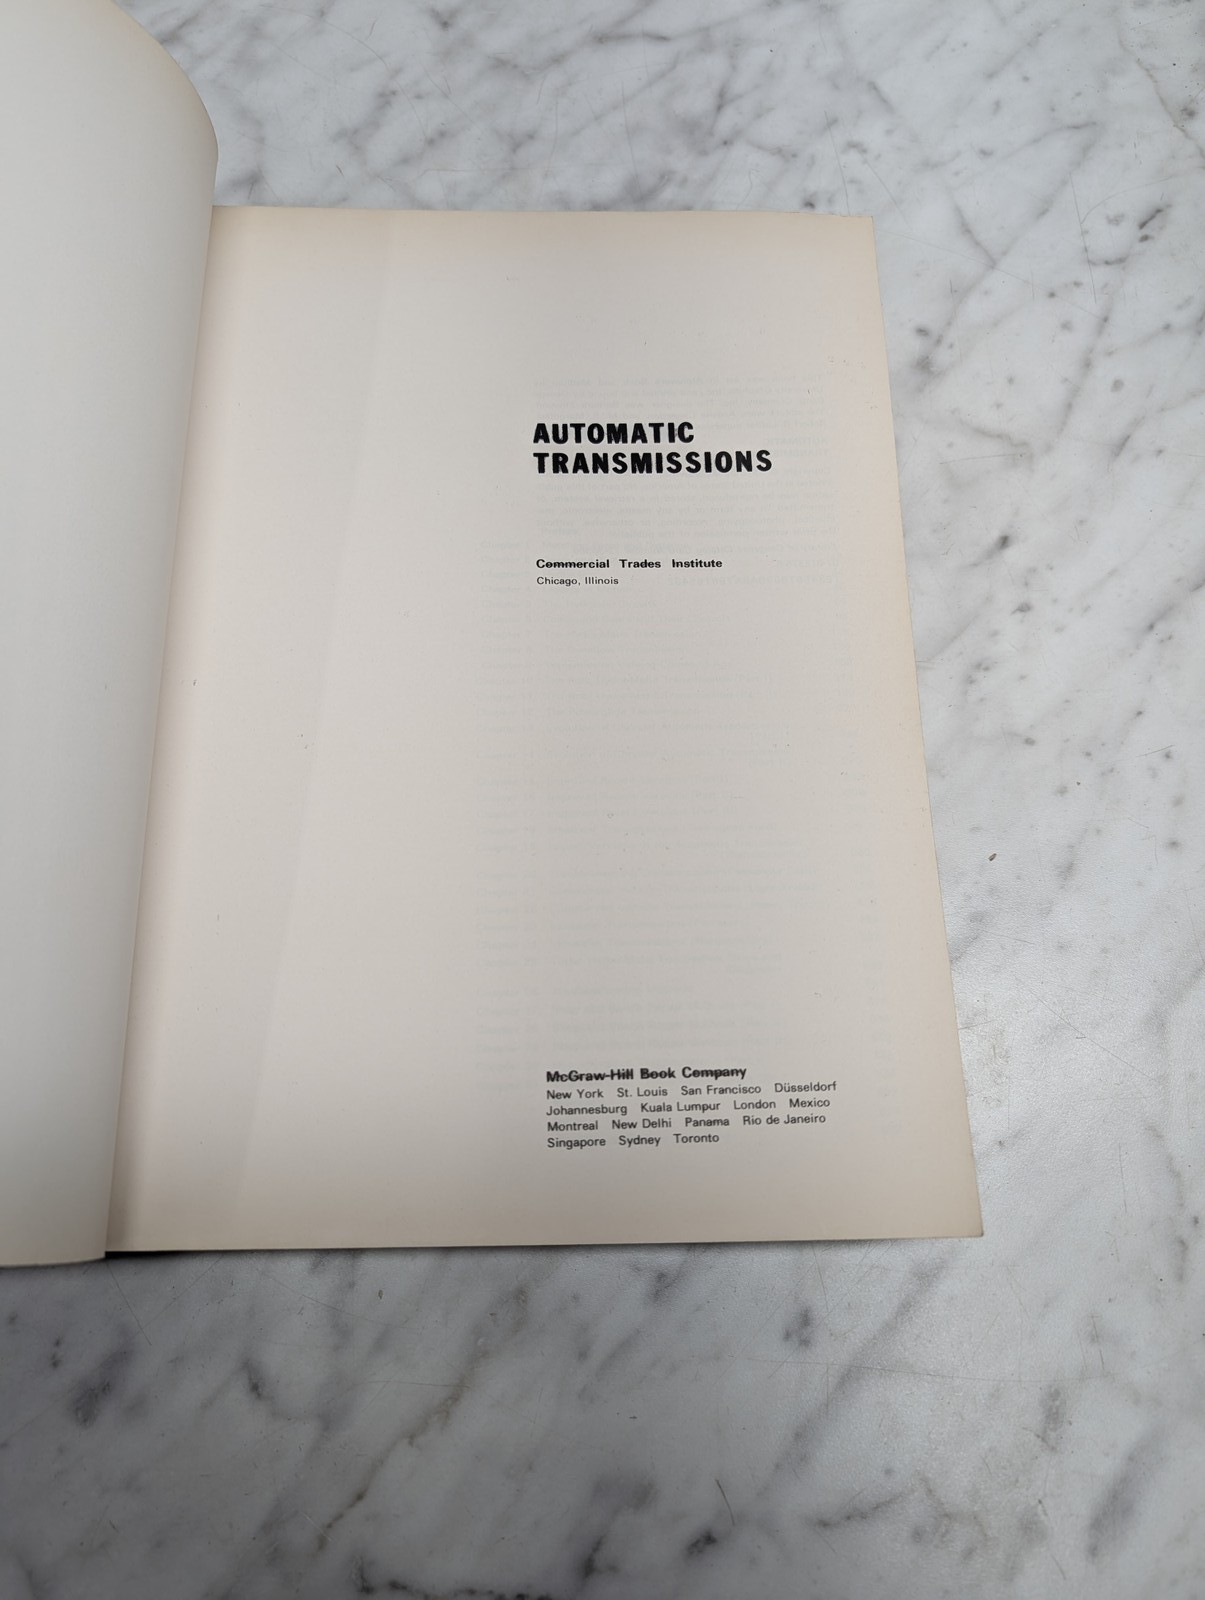 AUTOMATIC
TRANSMISSIONS
Commercial Trades Institute
Chicago, Illinois
McGraw-Hill Book Company
New York St. Louis San Francisco Düsseldorf
Johannesburg Kuala Lumpur London Mexico
Montreal New Delhi Panama Rio de Janeiro
Singapore Sydney Toronto